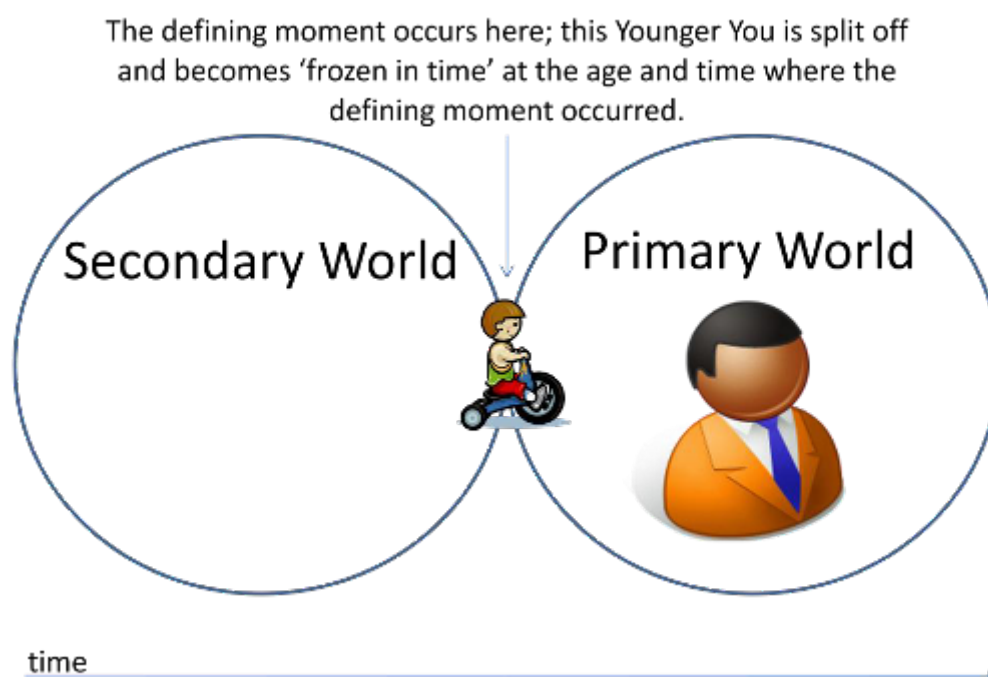 The defining moment occurs here; this Younger You is split off
and becomes ‘frozen in time’ at the age and time where the
defining moment occurred.
Secondary World
Primary World
time